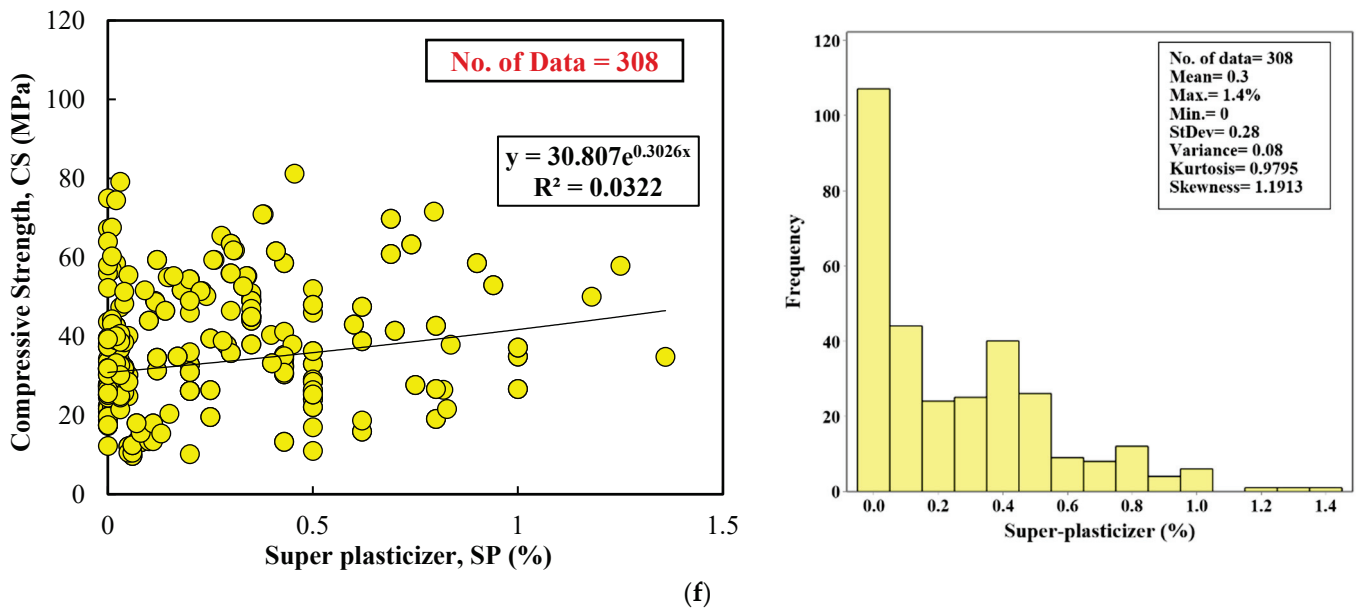 120
100
80
60
40
20
0
Compressive Strength, CS (MPa)
No. of Data = 308
y = 30.807e0.3026x
R² = 0.0322
0
0.5
1
1.5
Super plasticizer, SP (%)
120
100
80
60
40
20
0
Frequency
No. of data= 308
Mean= 0.3
Max.= 1.4%
Min.= 0
StDev= 0.28
Variance= 0.08
Kurtosis= 0.9795
Skewness= 1.1913
0.0
0.2
0.4
0.6
0.8
1.0
1.2
1.4
Super-plasticizer (%)
(f)